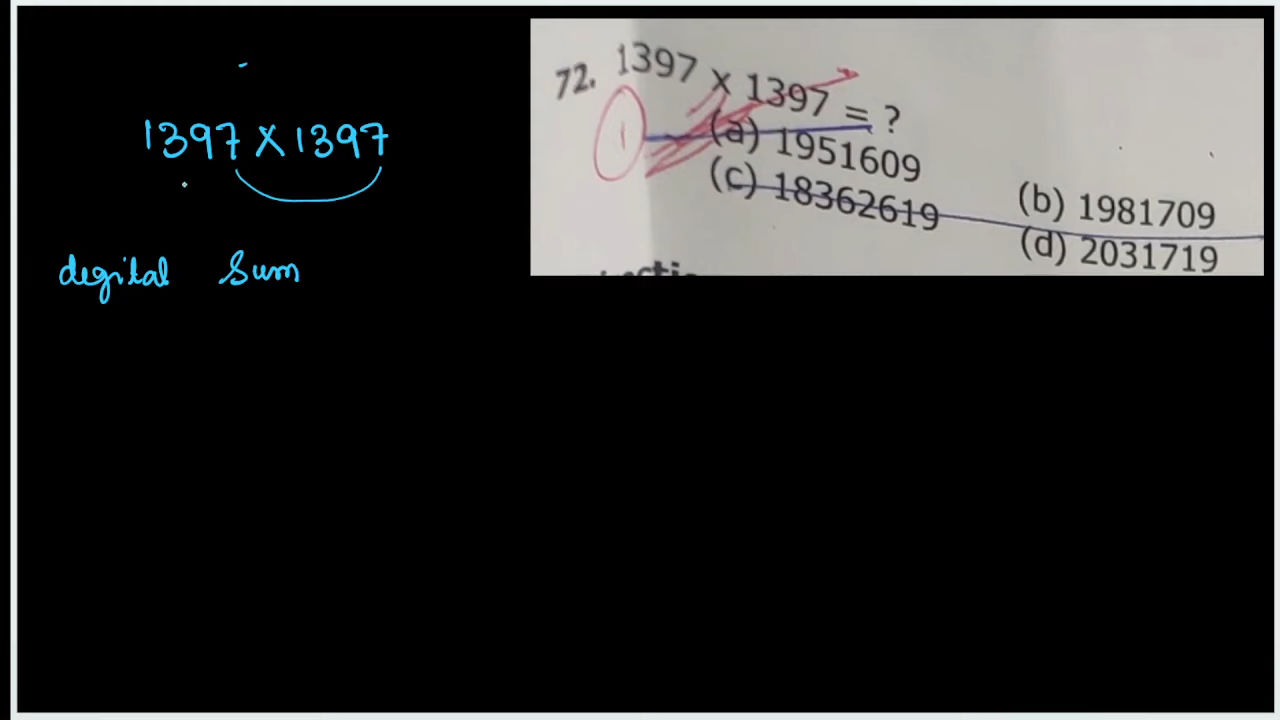 1397 × 1397
degital Sum
72. 1397 × 1397 = ?
(a) 1951609
(b) 1981709
(c) 18362619
(d) 2031719